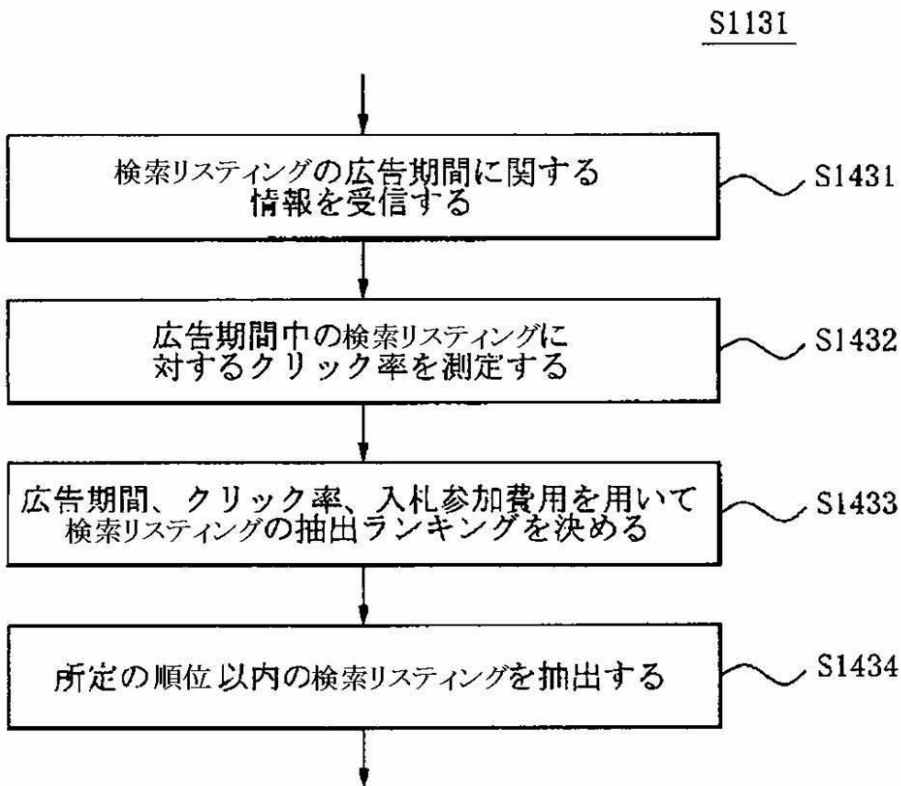 S1131
検索リスティングの広告期間に関する
情報を受信する
S1431
広告期間中の検索リスティングに
対するクリック率を測定する
S1432
広告期間、クリック率、入札参加費用を用いて
検索リスティングの抽出ランキングを決める
S1433
所定の順位以内の検索リスティングを抽出する
S1434